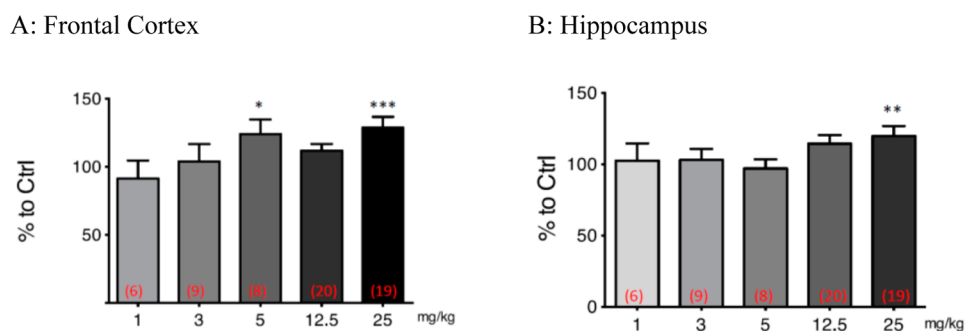 A: Frontal Cortex
B: Hippocampus
% to Ctrl
150
100
50
*
***
(6) (9) (8) (20) (19)
1 3 5 12.5 25 mg/kg
% to Ctrl
150
100
50
0
**
(6) (9) (8) (20) (19)
1 3 5 12.5 25 mg/kg